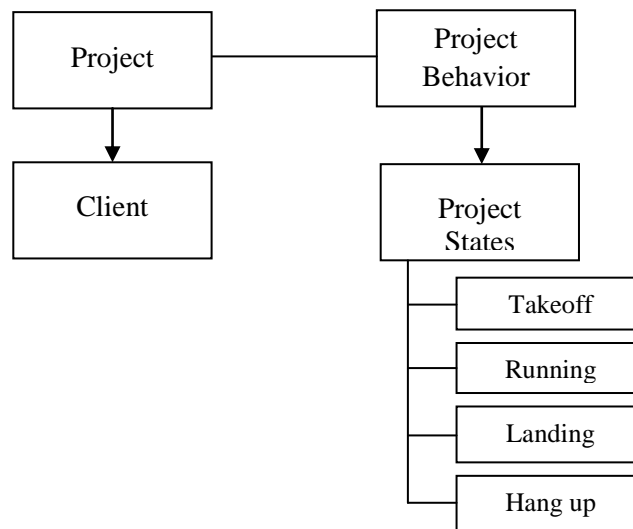 Project
Project
Behavior
Client
Project
States
Takeoff
Running
Landing
Hang up